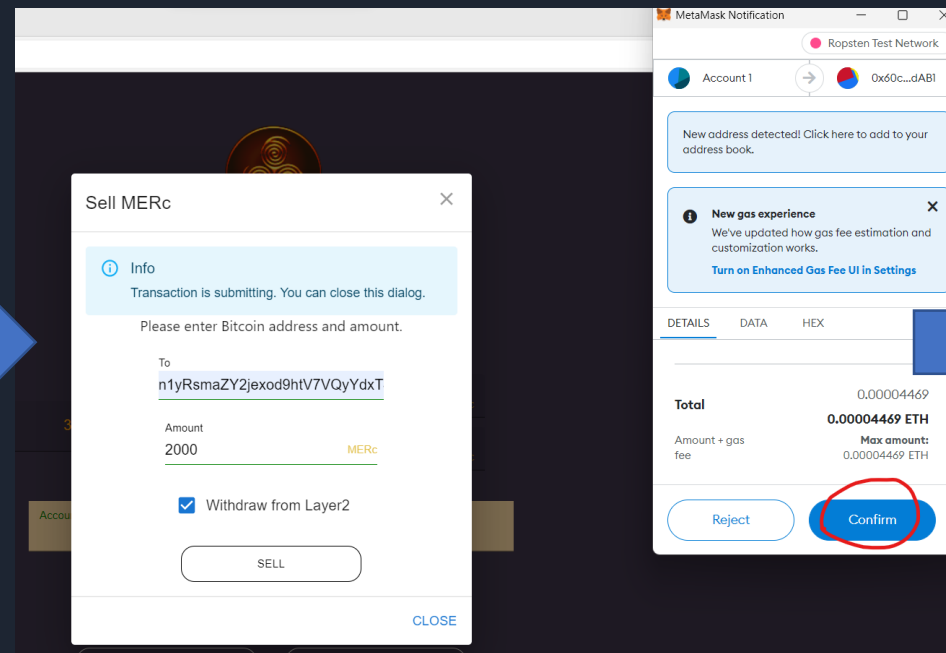 Sell MERc
Info
Transaction is submitting. You can close this dialog.
Please enter Bitcoin address and amount.
To
n1yRsmaZY2jexod9htV7VQyYdxT
Amount
2000 MERc
Withdraw from Layer2
SELL
CLOSE
3
Accou
MetaMask Notification
Ropsten Test Network
Account 1
0x60c...dAB1
New address detected! Click here to add to your
address book.
New gas experience
We've updated how gas fee estimation and
customization works.
Turn on Enhanced Gas Fee UI in Settings
DETAILS DATA HEX
0.00004469
Total 0.00004469 ETH
Amount + gas
fee
Max amount:
0.00004469 ETH
Reject Confirm